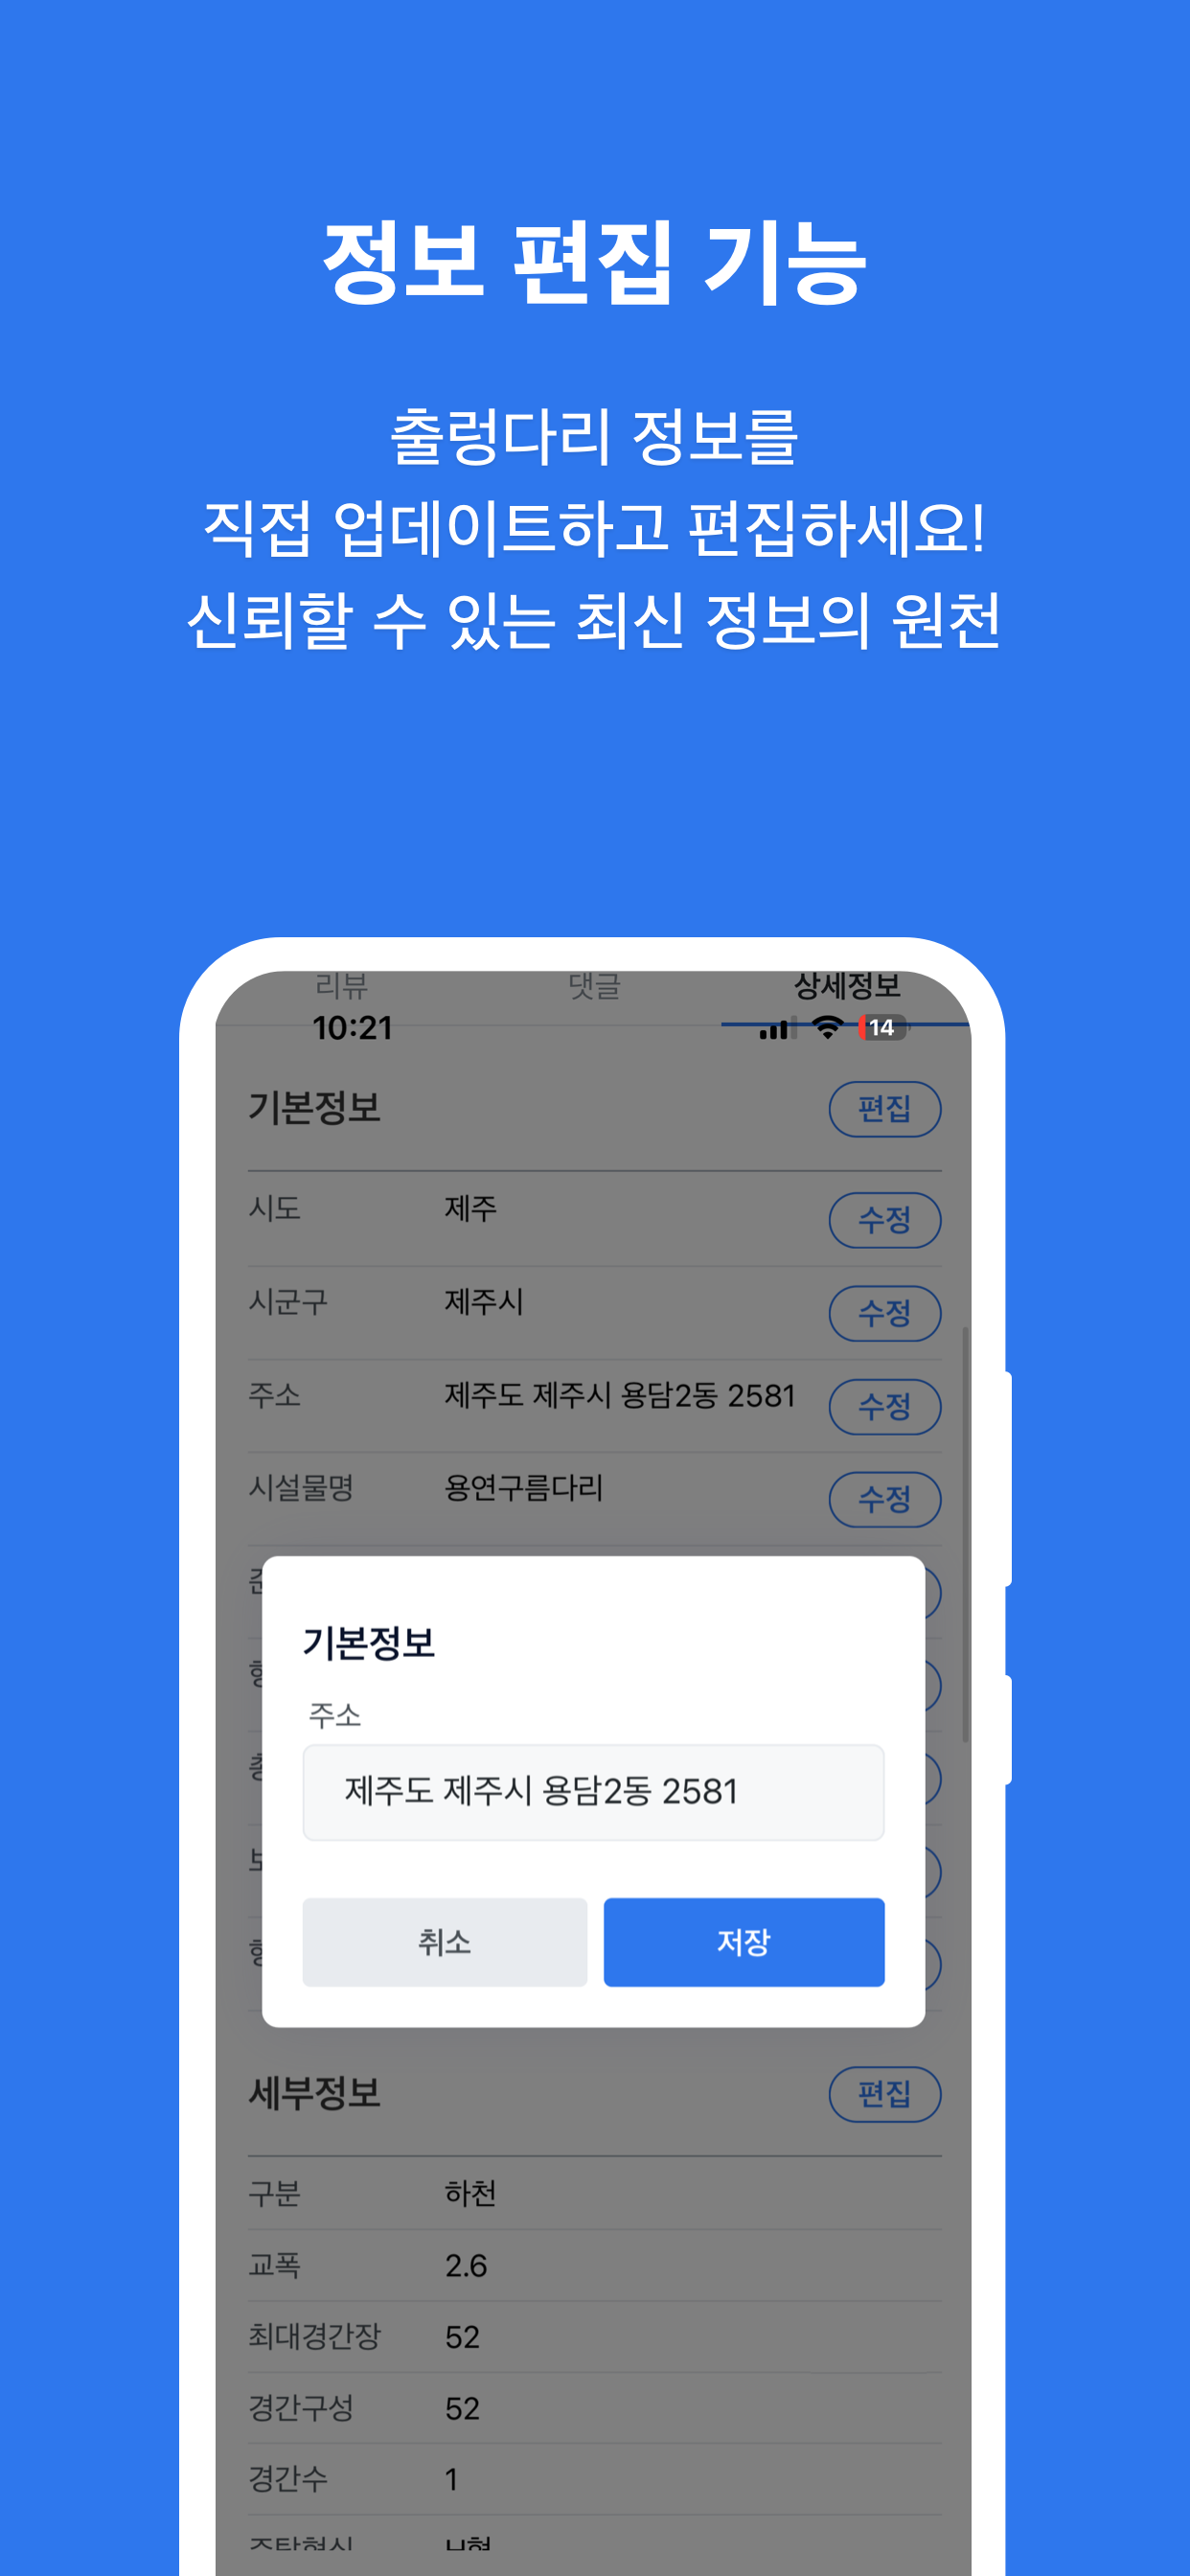 정보 편집 기능
출렁다리 정보를
직접 업데이트하고 편집하세요!
신뢰할 수 있는 최신 정보의 원천
리뷰 댓글 상세정보
10:21 14
기본정보 편집
시도 제주 수정
시군구 제주시 수정
주소 제주도 제주시 용담2동 2581 수정
시설물명 용연구름다리 수정
기본정보
주소
제주도 제주시 용담2동 2581
취소 저장
세부정보 편집
구분 하천
교폭 2.6
최대경간장 52
경간구성 52
경간수 1